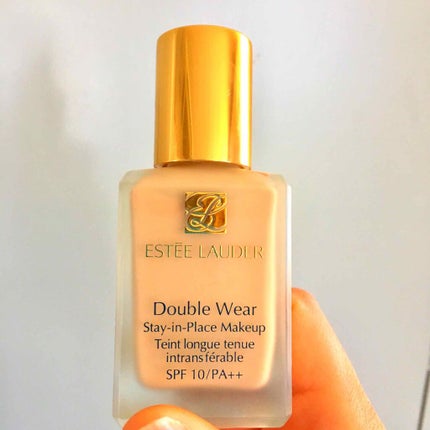 ESTĒE LAUDER
Double Wear
Stay-in-Place Makeup
Teint longue tenue
intransférable
SPF 10/PA++